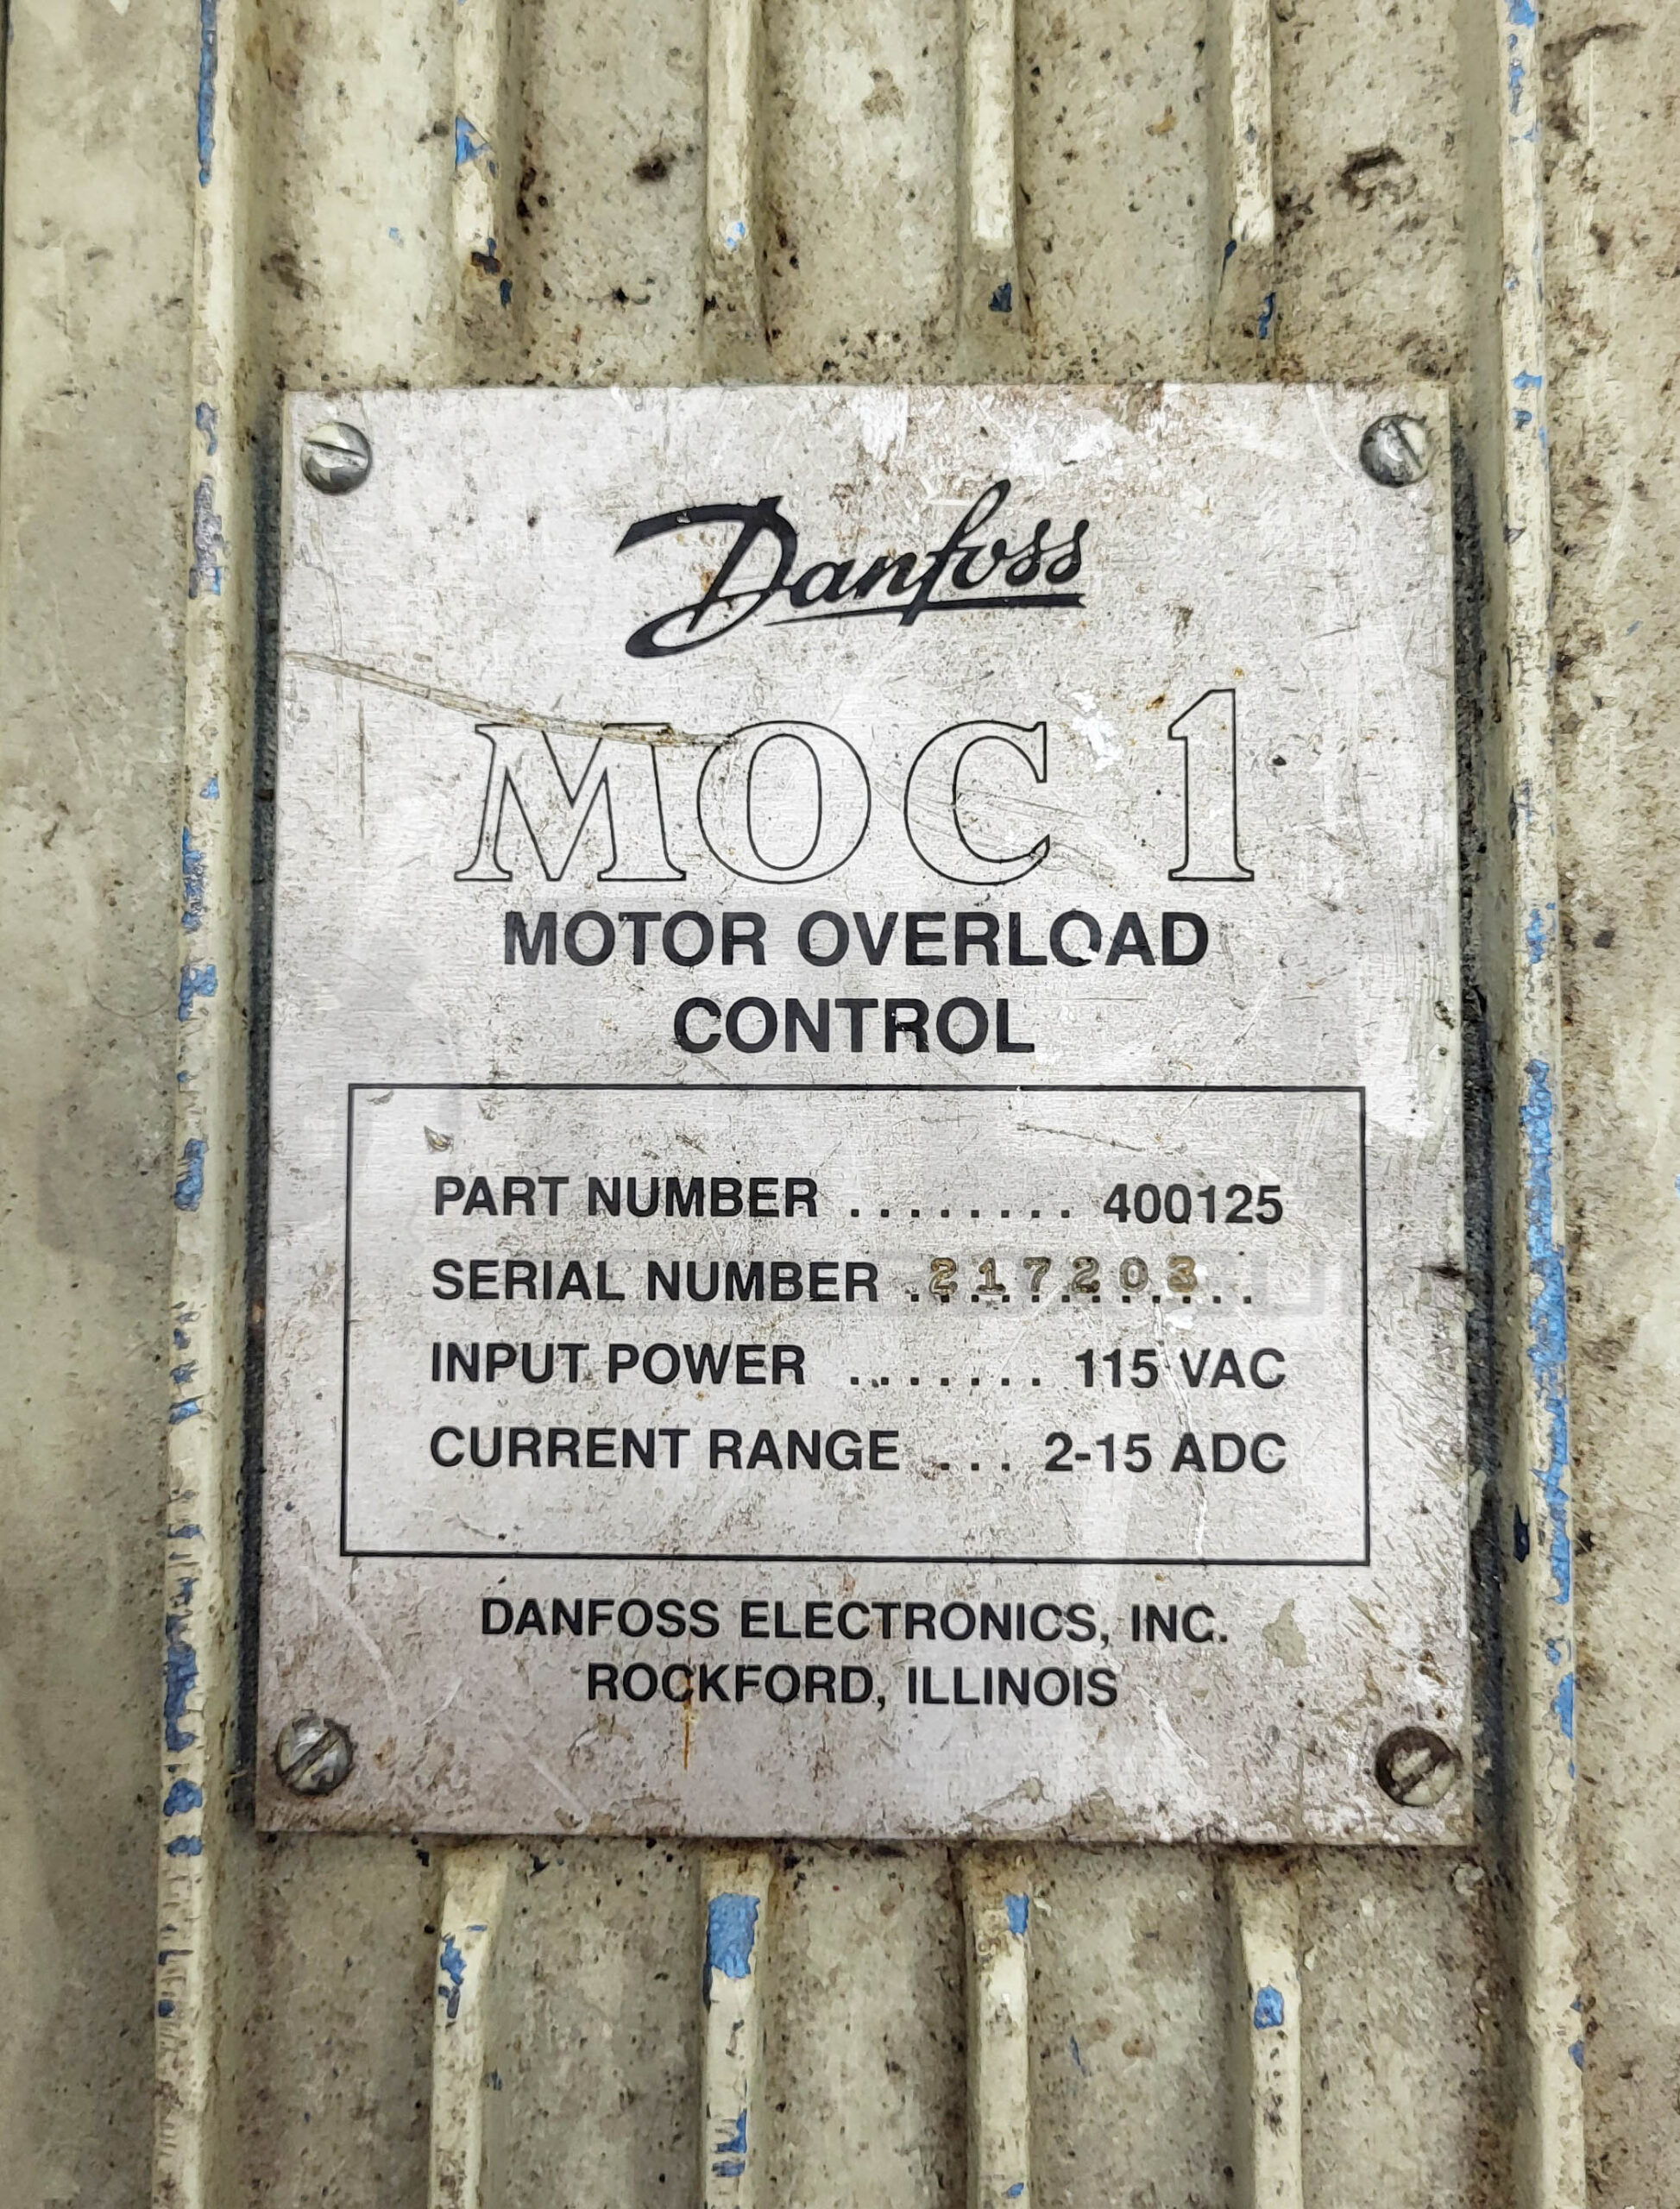 Danfoss
MOC 1
MOTOR OVERLOAD
CONTROL
PART NUMBER ........ 400125
SERIAL NUMBER 217203
INPUT POWER ....... 115 VAC
CURRENT RANGE ... 2-15 ADC
DANFOSS ELECTRONICS, INC.
ROCKFORD, ILLINOIS